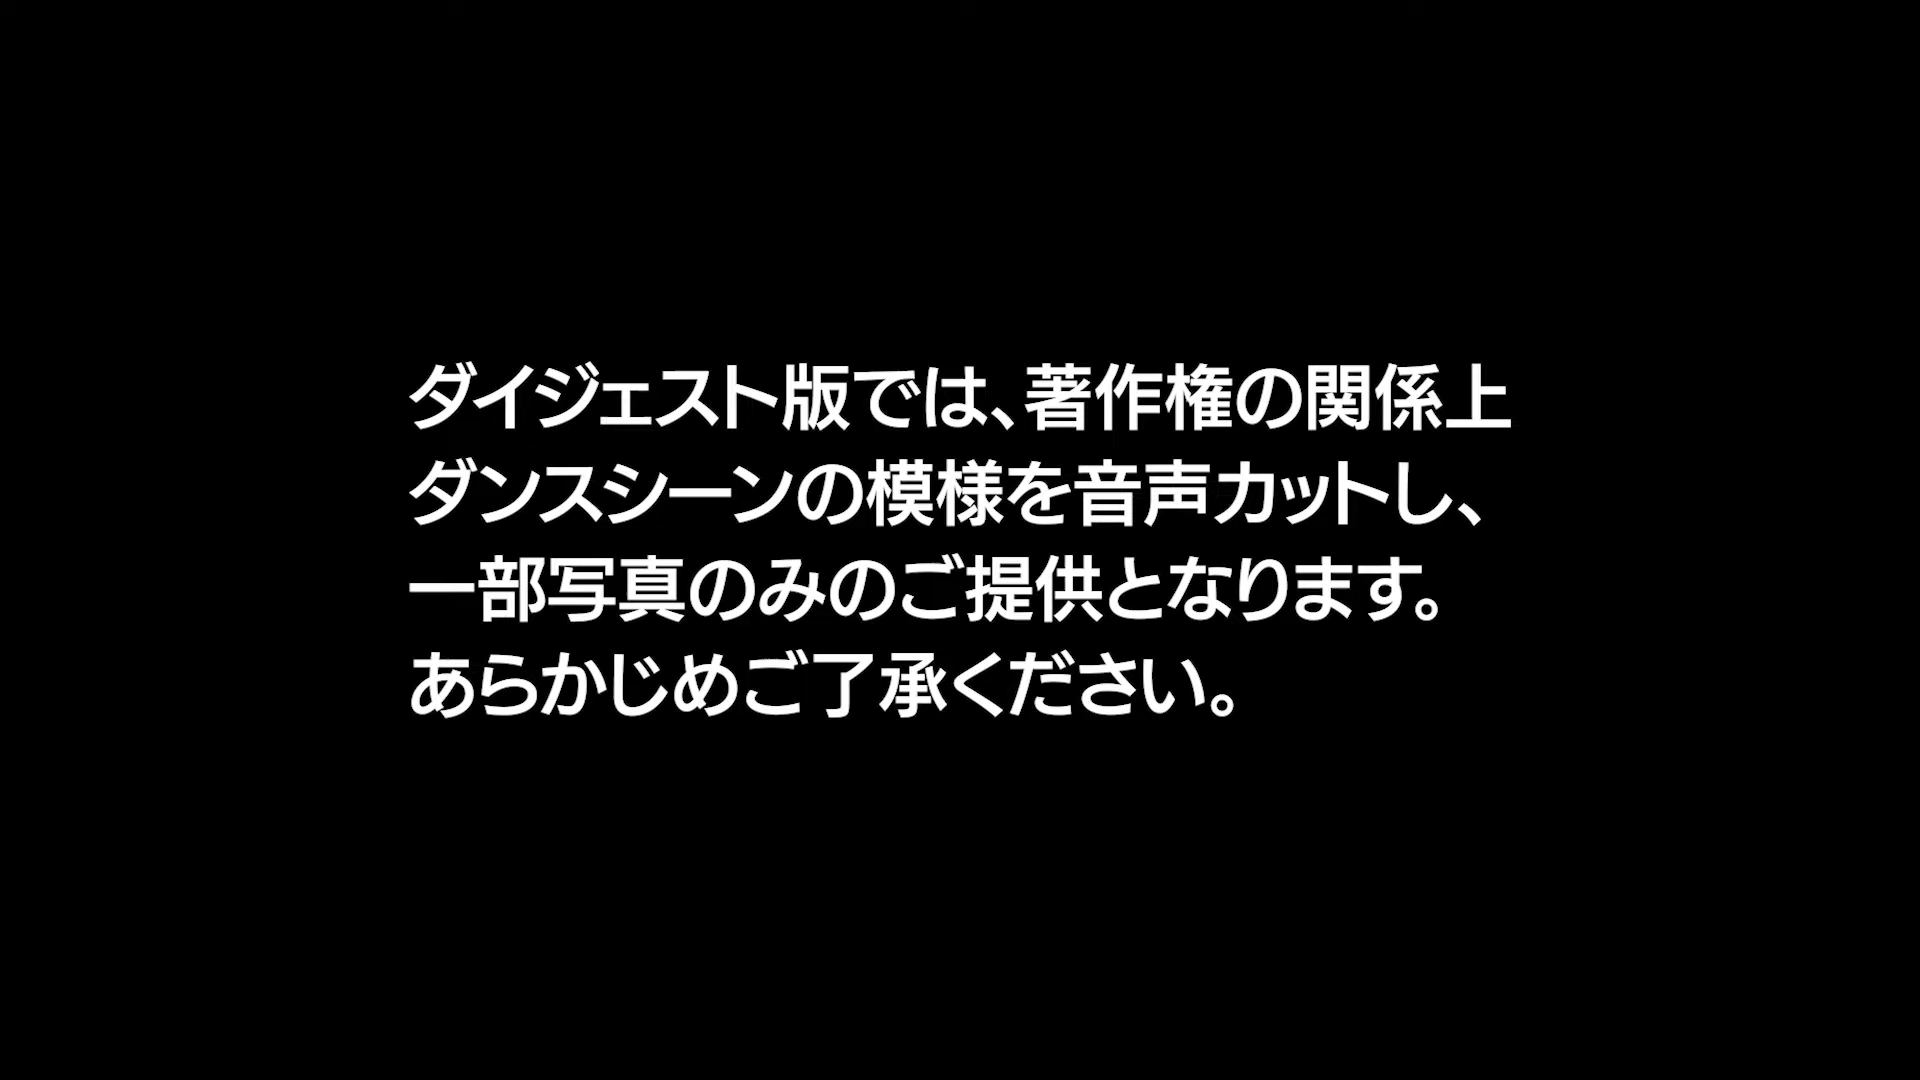 ダイジェスト版では、著作権の関係上
ダンスシーンの模様を音声カットし、
一部写真のみのご提供となります。
あらかじめご了承ください。